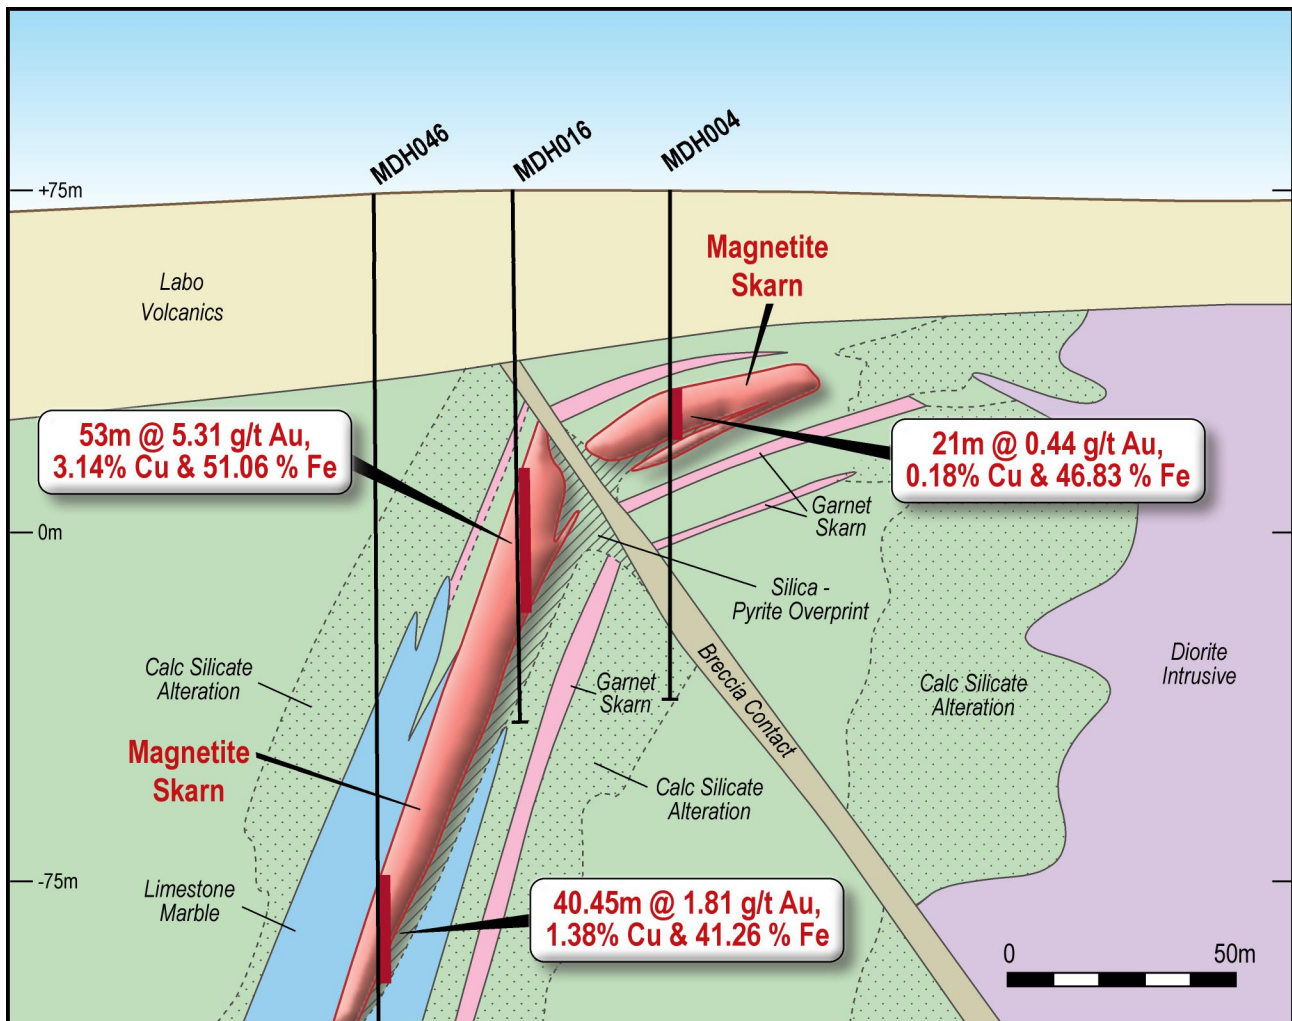 MDH046
MDH016
MDH004
+75m
Magnetite
Skarn
Labo
Volcanics
53m @ 5.31 g/t Au,
3.14% Cu & 51.06 % Fe
21m @ 0.44 g/t Au,
0.18% Cu & 46.83 % Fe
Garnet
Skarn
0m
Silica -
Pyrite Overprint
Breccia Contact
Diorite
Intrusive
Calc Silicate
Alteration
Garnet
Skarn
Calc Silicate
Alteration
Magnetite
Skarn
Calc Silicate
Alteration
-75m
Limestone
Marble
40.45m @ 1.81 g/t Au,
1.38% Cu & 41.26 % Fe
0 50m